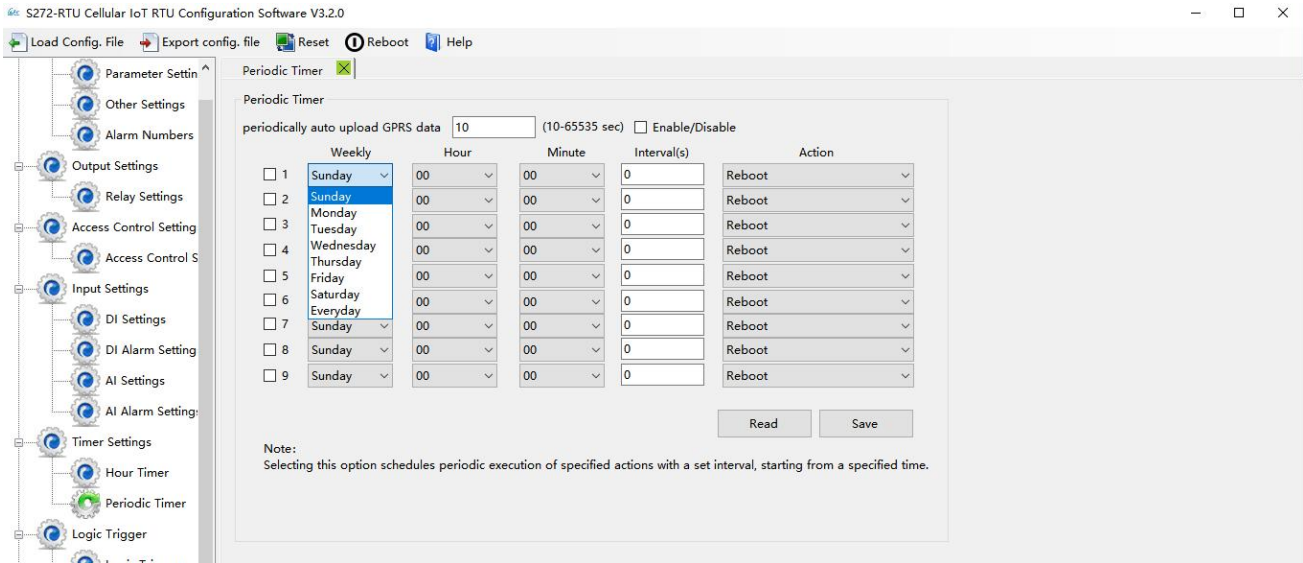 S272-RTU Cellular IoT RTU Configuration Software V3.2.0
Load Config. File Export config. file Reset Reboot Help
Parameter Settin
Other Settings
Alarm Numbers
Output Settings
Relay Settings
Access Control Setting
Access Control S
Input Settings
DI Settings
DI Alarm Setting
AI Settings
AI Alarm Setting
Timer Settings
Hour Timer
Periodic Timer
Logic Trigger
Periodic Timer
Periodic Timer
periodically auto upload GPRS data 10 (10-65535 sec) Enable/Disable
Weekly Hour Minute Interval(s) Action
1 Sunday 00 00 0 Reboot
2 00 00 0 Reboot
3 00 00 0 Reboot
4 00 00 0 Reboot
5 00 00 0 Reboot
6 00 00 0 Reboot
7 Sunday 00 00 0 Reboot
8 Sunday 00 00 0 Reboot
9 Sunday 00 00 0 Reboot
Sunday
Monday
Tuesday
Wednesday
Thursday
Friday
Saturday
Everyday
Read Save
Note:
Selecting this option schedules periodic execution of specified actions with a set interval, starting from a specified time.